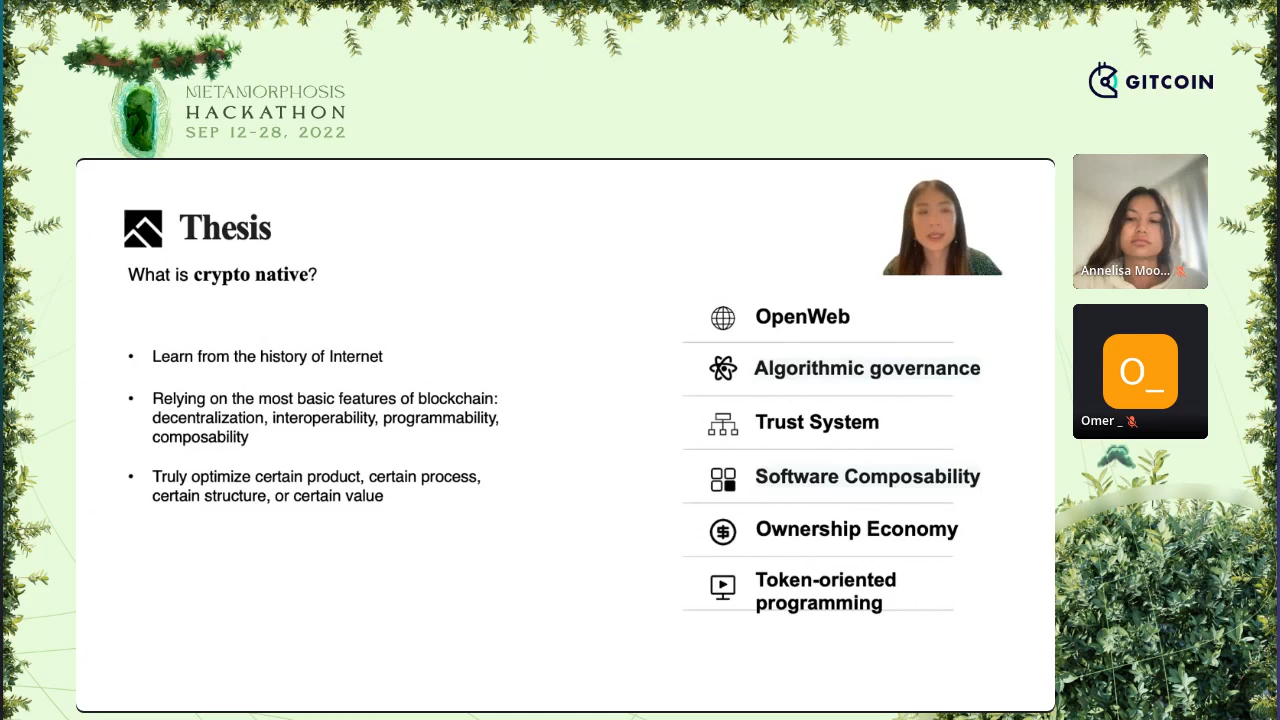 METAMORPHOSIS
HACKATHON
SEP 12-28, 2022
GITCOIN
Thesis
What is crypto native?
• Learn from the history of Internet
• Relying on the most basic features of blockchain:
decentralization, interoperability, programmability,
composability
• Truly optimize certain product, certain process,
certain structure, or certain value
OpenWeb
Algorithmic governance
Trust System
Software Composability
Ownership Economy
Token-oriented
programming
Annelisa Moo...
O_
Omer _